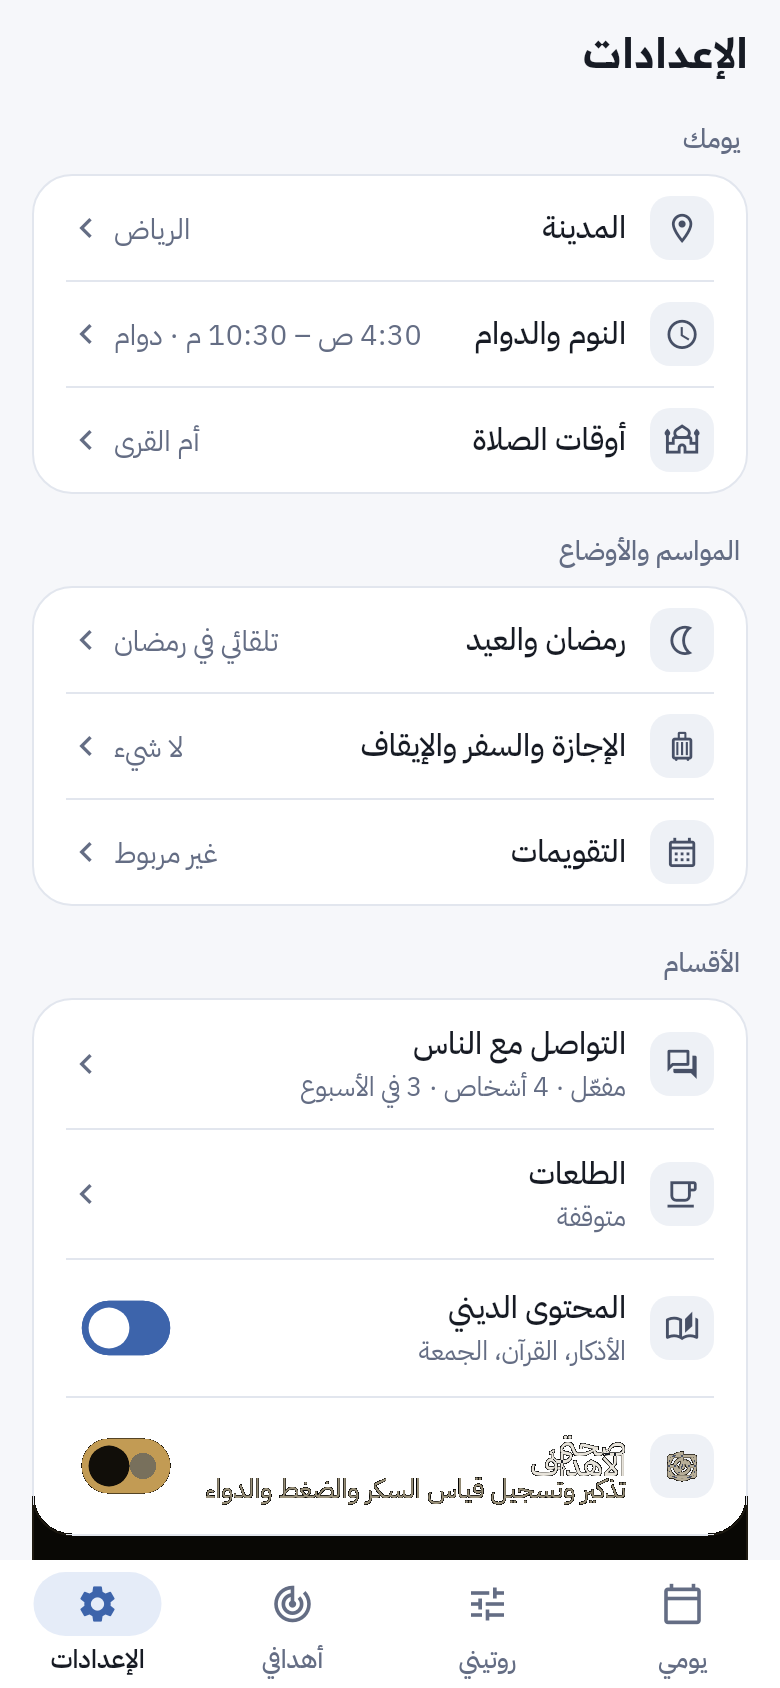 الإعدادات
يومك
المدينة
الرياض
النوم والدوام
4:30 ص – 10:30 م · دوام
أوقات الصلاة
أم القرى
المواسم والأوضاع
رمضان والعيد
تلقائي في رمضان
الإجازة والسفر والإيقاف
لا شيء
التقويمات
غير مربوط
الأقسام
التواصل مع الناس
مفعّل · 4 أشخاص · 3 في الأسبوع
الطلعات
متوقفة
المحتوى الديني
الأذكار، القرآن، الجمعة
تذكير وتسجيل قياس السكر والضغط والدواء
يومي
روتيني
أهدافي
الإعدادات